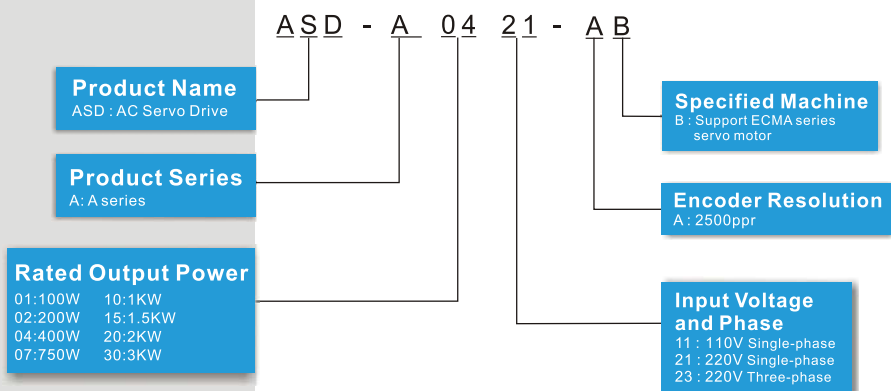 ASD - A 04 21 - AB
Product Name
ASD : AC Servo Drive
Product Series
A: A series
Rated Output Power
01:100W 10:1KW
02:200W 15:1.5KW
04:400W 20:2KW
07:750W 30:3KW
Specified Machine
B : Support ECMA series
servo motor
Encoder Resolution
A : 2500ppr
Input Voltage
and Phase
11 : 110V Single-phase
21 : 220V Single-phase
23 : 220V Three-phase